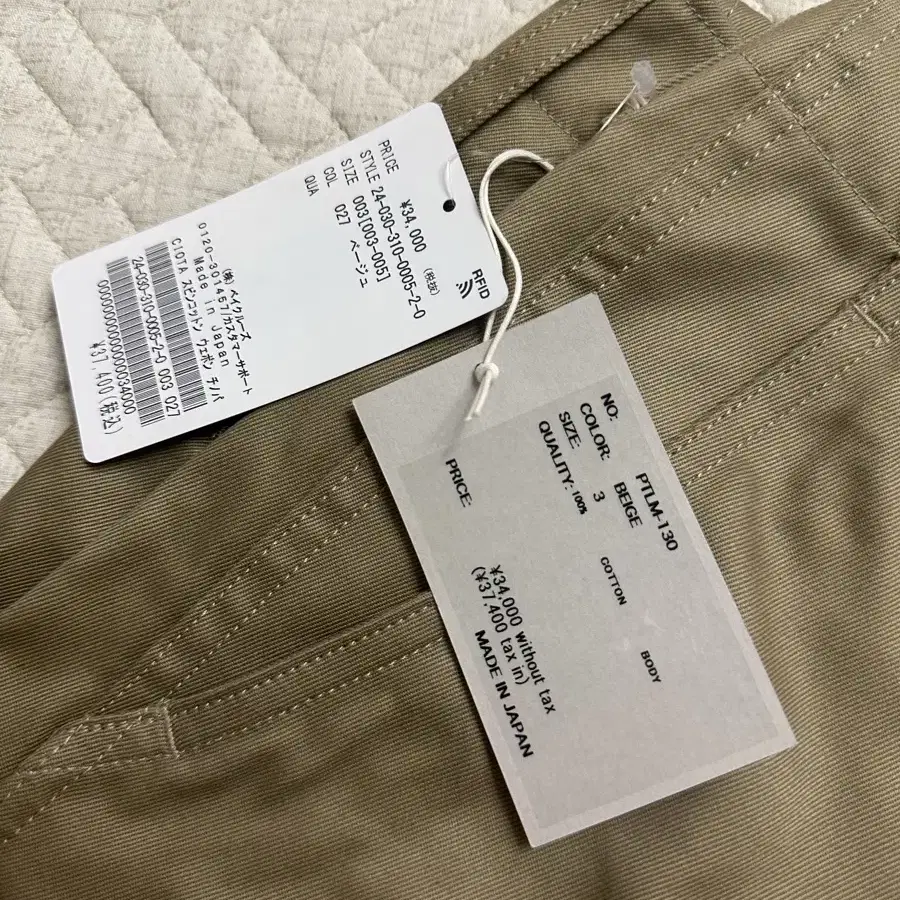 PRICE ¥34,000 (税抜)
STYLE 24-030-310-0005-2-0
SIZE 003[003-005]
COL 027 ベージュ
QUA
RFID
(株) ベイクルーズ
0120-301457/カスタマーサポート
Made in Japan
CIOTA スビンコットン ウェポン チノパ
24-030-310-0005-2-0 003 027
0000000000000034000
¥37,400(税込)
NO: PTLM-130
COLOR: BEIGE
SIZE: 3
QUALITY: 100% COTTON BODY
PRICE: ¥34,000 without tax
(¥37,400 tax in)
MADE IN JAPAN